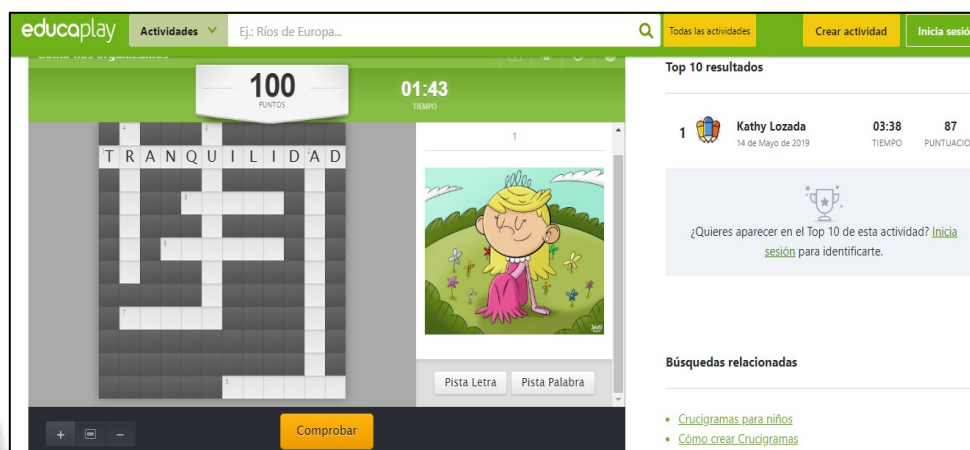 educaplay
Actividades
Ej.: Ríos de Europa...
Todas las actividades
Crear actividad
Inicia sesió
100
PUNTOS
01:43
TIEMPO
TRANQUILIDAD
1
Pista Letra
Pista Palabra
Comprobar
Top 10 resultados
1
Kathy Lozada
14 de Mayo de 2019
03:38
TIEMPO
87
PUNTUACIO
¿Quieres aparecer en el Top 10 de esta actividad? Inicia
sesión para identificarte.
Búsquedas relacionadas
• Crucigramas para niños
• Cómo crear Crucigramas